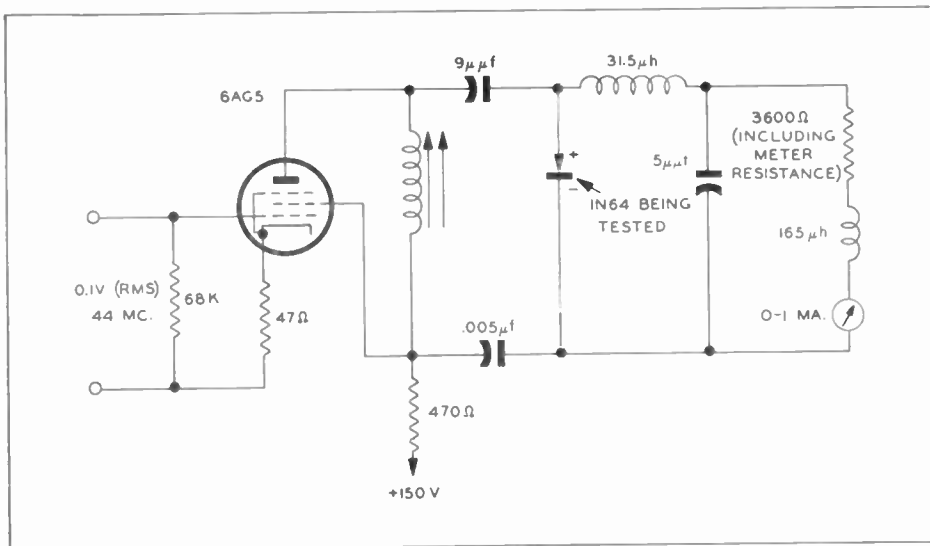 6AG5
9μμf
31.5μh
3600Ω
(INCLUDING
METER
RESISTANCE)
5μμf
+
-
IN64 BEING
TESTED
165μh
0-1 MA.
0.1V (RMS)
44 MC.
68K
47Ω
.005μf
470Ω
+150 V